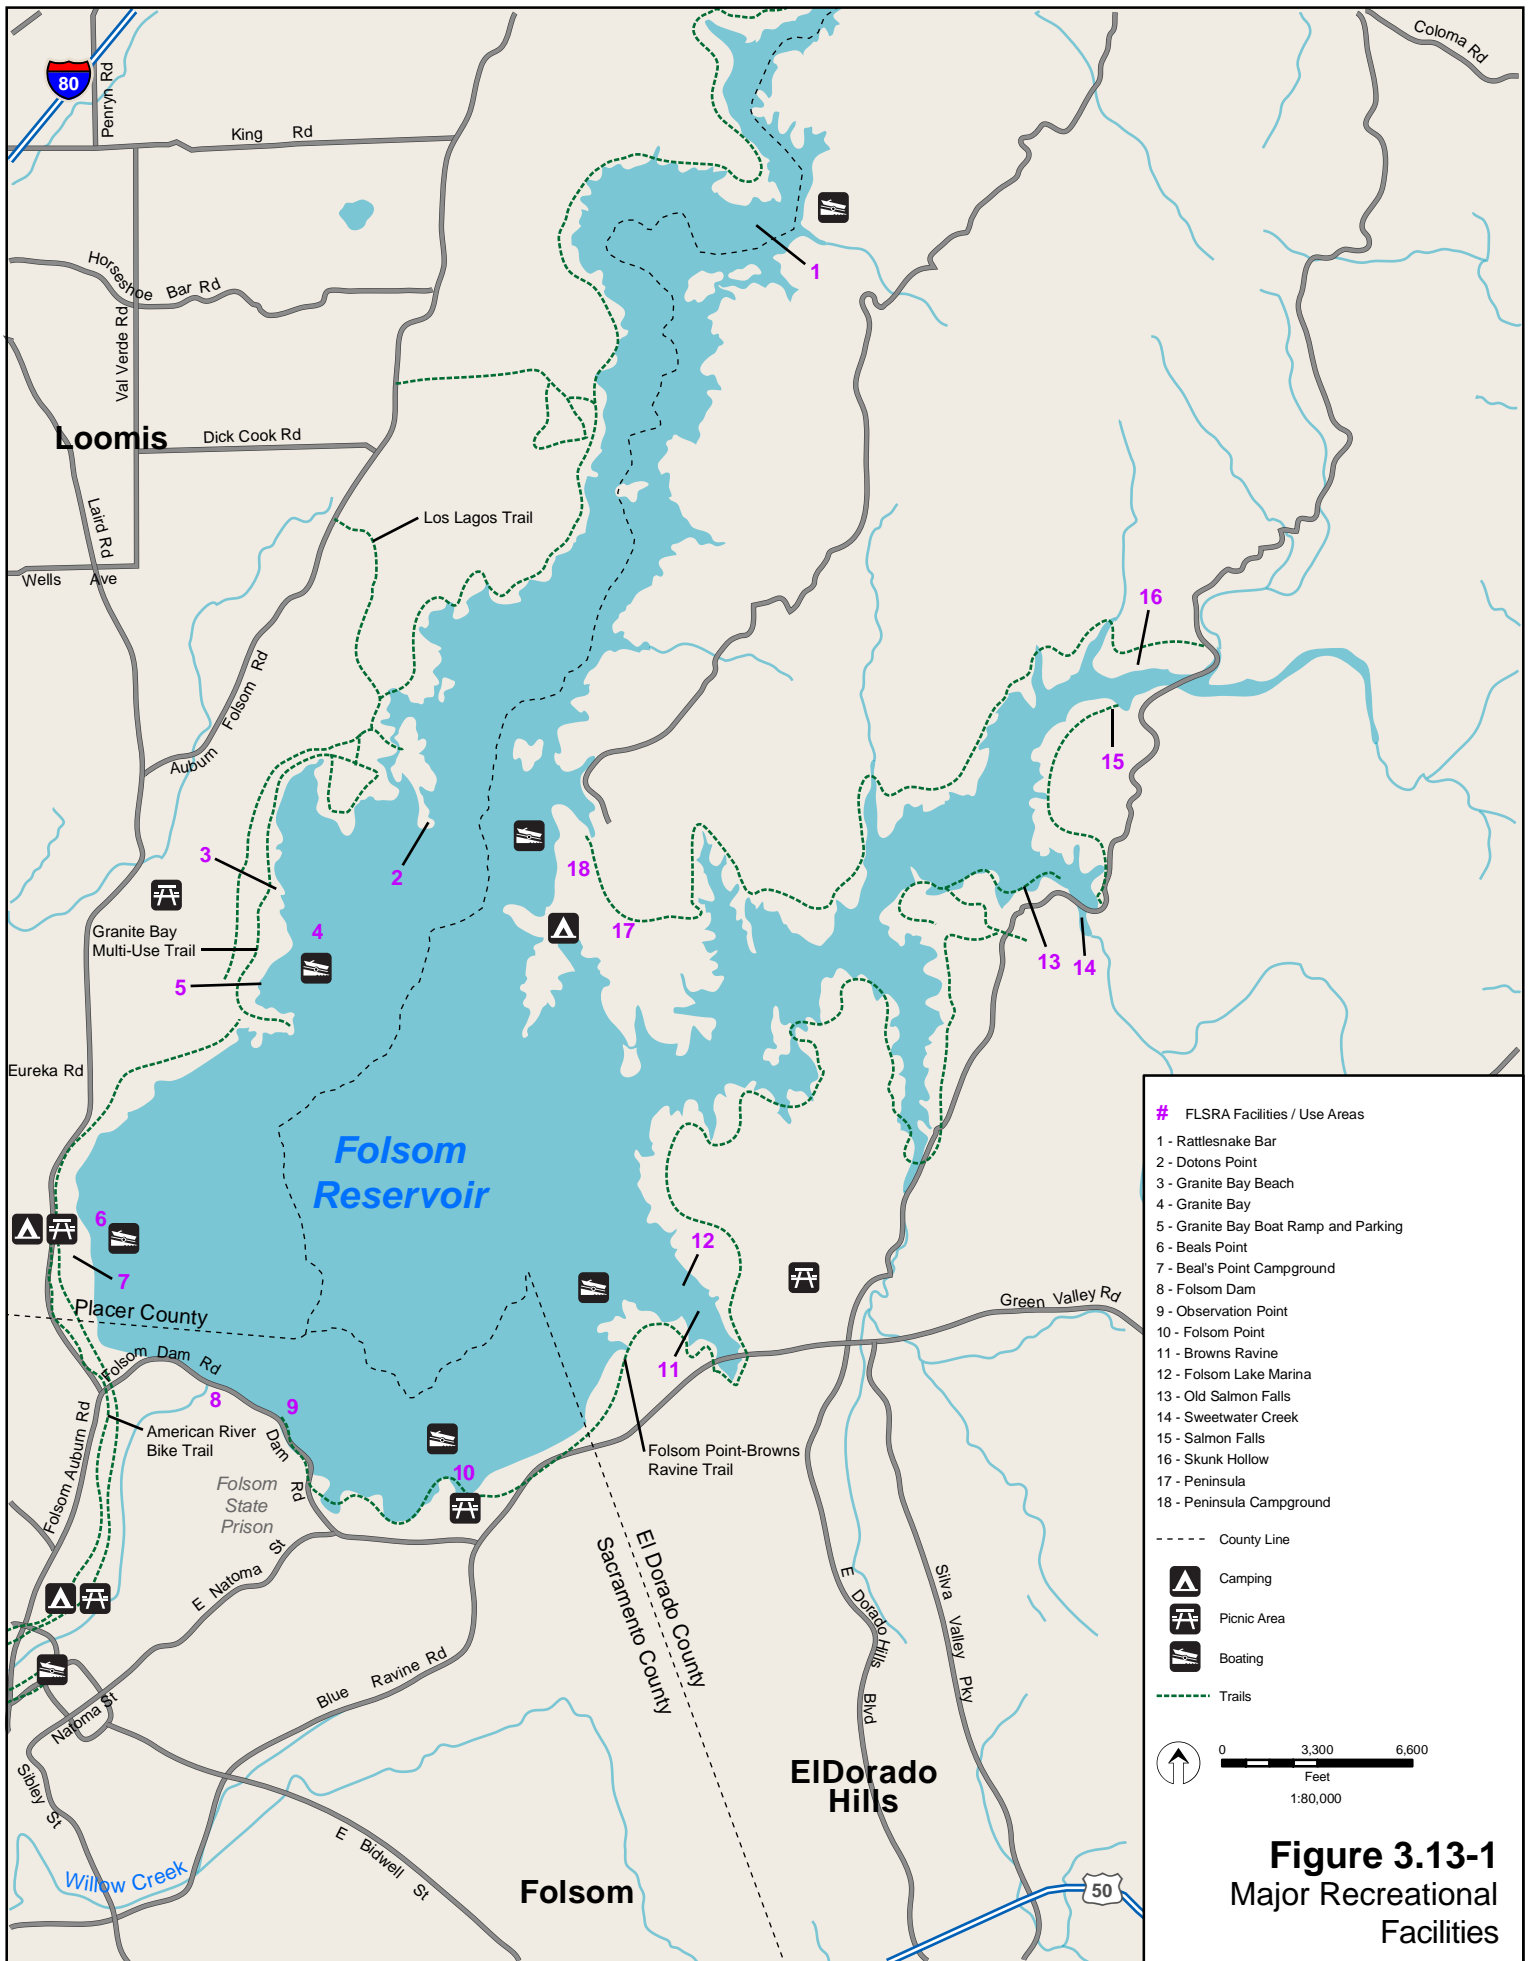 80
Penryn Rd
King Rd
Coloma Rd
Horseshoe Bar Rd
Val Verde Rd
1
Loomis
Dick Cook Rd
Laird Rd
Los Lagos Trail
Wells Ave
16
Auburn Folsom Rd
15
3
2
18
17
4
Granite Bay
Multi-Use Trail
5
13
14
Eureka Rd
Folsom
Reservoir
6
7
12
Placer County
Green Valley Rd
Folsom Dam Rd
11
8
9
American River
Bike Trail
Dam Rd
10
Folsom Point-Browns
Ravine Trail
Folsom Auburn Rd
Folsom
State
Prison
E Natoma St
El Dorado County
Sacramento County
E Dorado Hills Blvd
Silva Valley Pky
Blue Ravine Rd
Natoma St
Sibley St
ElDorado
Hills
E Bidwell St
Willow Creek
Folsom
50
# FLSRA Facilities / Use Areas
1 - Rattlesnake Bar
2 - Dotons Point
3 - Granite Bay Beach
4 - Granite Bay
5 - Granite Bay Boat Ramp and Parking
6 - Beals Point
7 - Beal's Point Campground
8 - Folsom Dam
9 - Observation Point
10 - Folsom Point
11 - Browns Ravine
12 - Folsom Lake Marina
13 - Old Salmon Falls
14 - Sweetwater Creek
15 - Salmon Falls
16 - Skunk Hollow
17 - Peninsula
18 - Peninsula Campground
County Line
Camping
Picnic Area
Boating
Trails
0 3,300 6,600
Feet
1:80,000
Figure 3.13-1
Major Recreational
Facilities